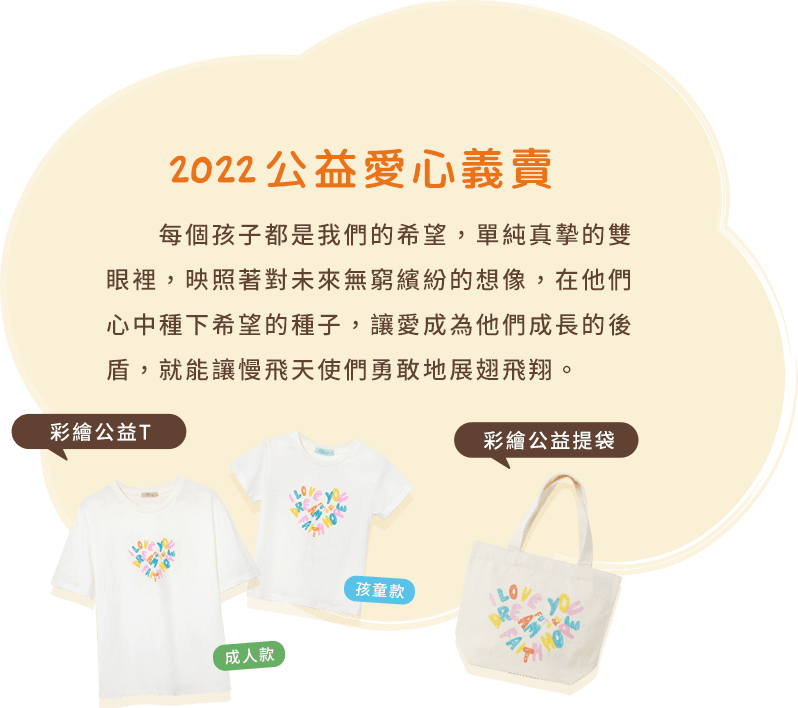 2022 公益愛心義賣
每個孩子都是我們的希望，單純真摯的雙
眼裡，映照著對未來無窮繽紛的想像，在他們
心中種下希望的種子，讓愛成為他們成長的後
盾，就能讓慢飛天使們勇敢地展翅飛翔。
彩繪公益T
彩繪公益提袋
I LOVE YOU
DREAM
HOPE
FAITH
孩童款
I LOVE YOU
DREAM
HOPE
FAITH
成人款
I LOVE YOU
DREAM
HOPE
FAITH